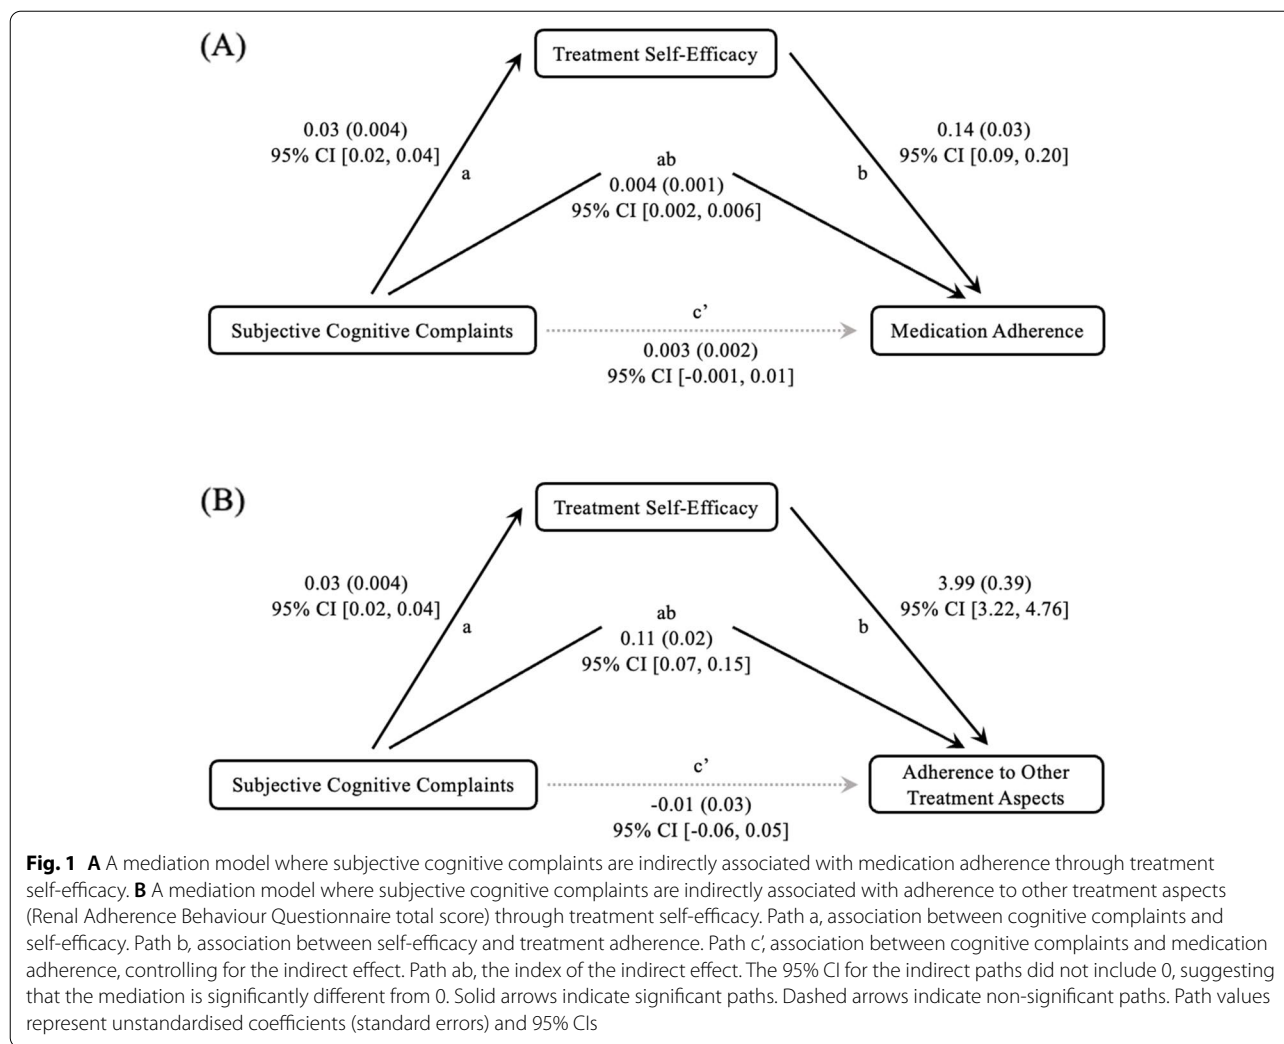 (A)
Treatment Self-Efficacy
0.03 (0.004)
95% CI [0.02, 0.04]
a
ab
0.004 (0.001)
95% CI [0.002, 0.006]
b
0.14 (0.03)
95% CI [0.09, 0.20]
Subjective Cognitive Complaints
c’
0.003 (0.002)
95% CI [-0.001, 0.01]
Medication Adherence
(B)
Treatment Self-Efficacy
0.03 (0.004)
95% CI [0.02, 0.04]
a
ab
0.11 (0.02)
95% CI [0.07, 0.15]
b
3.99 (0.39)
95% CI [3.22, 4.76]
Subjective Cognitive Complaints
c’
-0.01 (0.03)
95% CI [-0.06, 0.05]
Adherence to Other
Treatment Aspects
Fig. 1 A A mediation model where subjective cognitive complaints are indirectly associated with medication adherence through treatment
self-efficacy. B A mediation model where subjective cognitive complaints are indirectly associated with adherence to other treatment aspects
(Renal Adherence Behaviour Questionnaire total score) through treatment self-efficacy. Path a, association between cognitive complaints and
self-efficacy. Path b, association between self-efficacy and treatment adherence. Path c’, association between cognitive complaints and medication
adherence, controlling for the indirect effect. Path ab, the index of the indirect effect. The 95% CI for the indirect paths did not include 0, suggesting
that the mediation is significantly different from 0. Solid arrows indicate significant paths. Dashed arrows indicate non-significant paths. Path values
represent unstandardised coefficients (standard errors) and 95% CIs